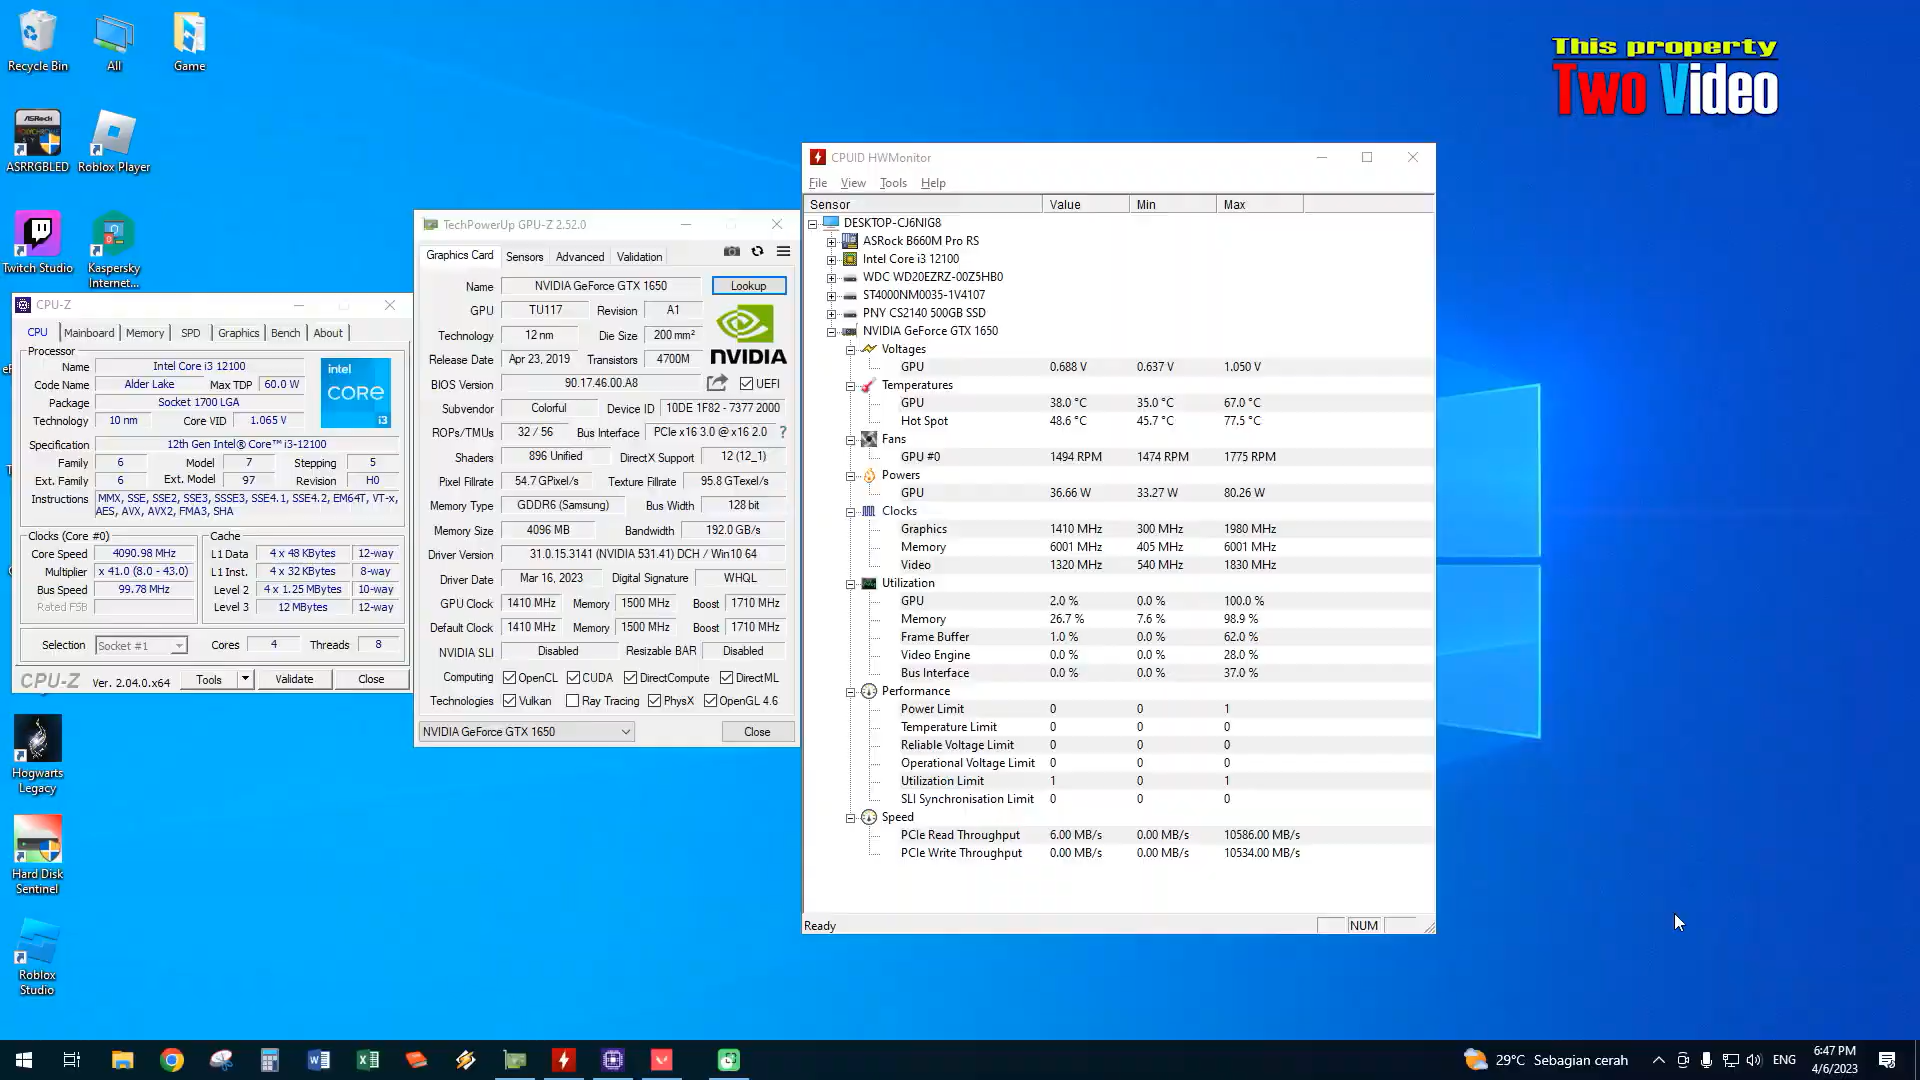 Recycle Bin
All
Game
ASRRGBLED
Roblox Player
Twitch Studio
Kaspersky
Internet...
Hogwarts
Legacy
Hard Disk
Sentinel
Roblox
Studio
This property
Two Video
CPU-Z
CPU Mainboard Memory SPD Graphics Bench About
Processor
Name Intel Core i3 12100
Code Name Alder Lake Max TDP 60.0 W
Package Socket 1700 LGA
Technology 10 nm Core VID 1.065 V
intel
CORE
i3
Specification 12th Gen Intel® Core™ i3-12100
Family 6 Model 7 Stepping 5
Ext. Family 6 Ext. Model 97 Revision H0
Instructions MMX, SSE, SSE2, SSE3, SSSE3, SSE4.1, SSE4.2, EM64T, VT-x,
AES, AVX, AVX2, FMA3, SHA
Clocks (Core #0)
Core Speed 4090.98 MHz
Multiplier x 41.0 (8.0 - 43.0)
Bus Speed 99.78 MHz
Rated FSB
Cache
L1 Data 4 x 48 KBytes 12-way
L1 Inst. 4 x 32 KBytes 8-way
Level 2 4 x 1.25 MBytes 10-way
Level 3 12 MBytes 12-way
Selection Socket #1 Cores 4 Threads 8
CPU-Z Ver. 2.04.0.x64 Tools Validate Close
TechPowerUp GPU-Z 2.52.0
Graphics Card Sensors Advanced Validation
Name NVIDIA GeForce GTX 1650 Lookup
GPU TU117 Revision A1
Technology 12 nm Die Size 200 mm²
Release Date Apr 23, 2019 Transistors 4700M
NVIDIA
BIOS Version 90.17.46.00.A8 UEFI
Subvendor Colorful Device ID 10DE 1F82 - 7377 2000
ROPs/TMUs 32 / 56 Bus Interface PCIe x16 3.0 @ x16 2.0 ?
Shaders 896 Unified DirectX Support 12 (12_1)
Pixel Fillrate 54.7 GPixel/s Texture Fillrate 95.8 GTexel/s
Memory Type GDDR6 (Samsung) Bus Width 128 bit
Memory Size 4096 MB Bandwidth 192.0 GB/s
Driver Version 31.0.15.3141 (NVIDIA 531.41) DCH / Win10 64
Driver Date Mar 16, 2023 Digital Signature WHQL
GPU Clock 1410 MHz Memory 1500 MHz Boost 1710 MHz
Default Clock 1410 MHz Memory 1500 MHz Boost 1710 MHz
NVIDIA SLI Disabled Resizable BAR Disabled
Computing OpenCL CUDA DirectCompute DirectML
Technologies Vulkan Ray Tracing PhysX OpenGL 4.6
NVIDIA GeForce GTX 1650 Close
CPUID HWMonitor
File View Tools Help
Sensor Value Min Max
DESKTOP-CJ6NIG8
ASRock B660M Pro RS
Intel Core i3 12100
WDC WD20EZRZ-00Z5HB0
ST4000NM0035-1V4107
PNY CS2140 500GB SSD
NVIDIA GeForce GTX 1650
Voltages
GPU 0.688 V 0.637 V 1.050 V
Temperatures
GPU 38.0 °C 35.0 °C 67.0 °C
Hot Spot 48.6 °C 45.7 °C 77.5 °C
Fans
GPU #0 1494 RPM 1474 RPM 1775 RPM
Powers
GPU 36.66 W 33.27 W 80.26 W
Clocks
Graphics 1410 MHz 300 MHz 1980 MHz
Memory 6001 MHz 405 MHz 6001 MHz
Video 1320 MHz 540 MHz 1830 MHz
Utilization
GPU 2.0 % 0.0 % 100.0 %
Memory 26.7 % 7.6 % 98.9 %
Frame Buffer 1.0 % 0.0 % 62.0 %
Video Engine 0.0 % 0.0 % 28.0 %
Bus Interface 0.0 % 0.0 % 37.0 %
Performance
Power Limit 0 0 1
Temperature Limit 0 0 0
Reliable Voltage Limit 0 0 0
Operational Voltage Limit 0 0 0
Utilization Limit 1 0 1
SLI Synchronisation Limit 0 0 0
Speed
PCIe Read Throughput 6.00 MB/s 0.00 MB/s 10586.00 MB/s
PCIe Write Throughput 0.00 MB/s 0.00 MB/s 10534.00 MB/s
Ready NUM
29°C Sebagian cerah ENG 6:47 PM
4/6/2023